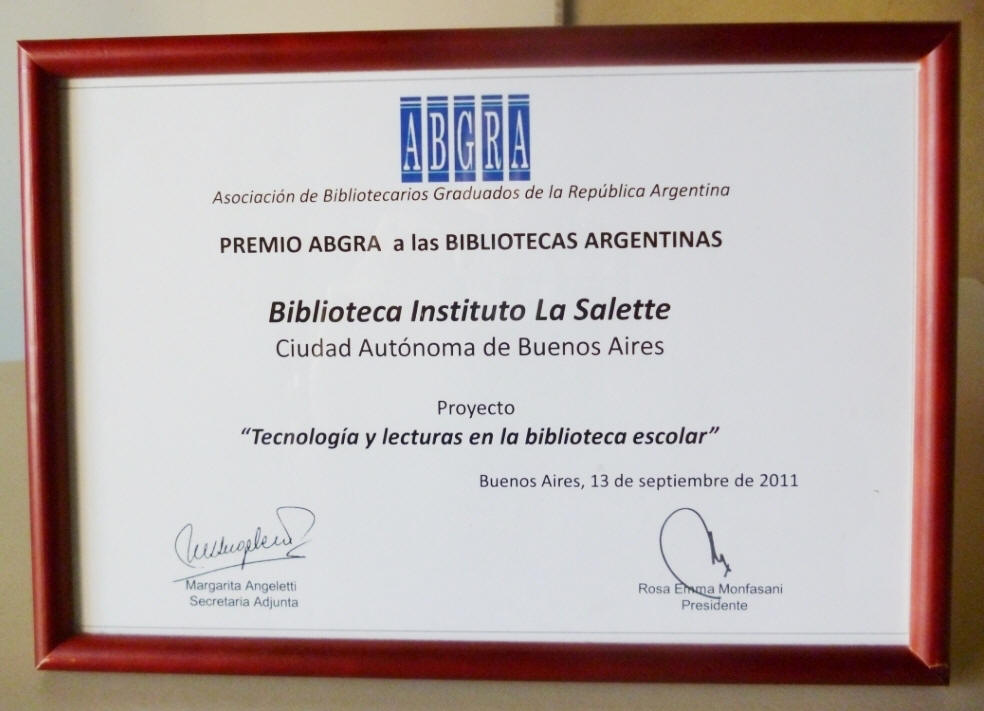 ABGRA
Asociación de Bibliotecarios Graduados de la República Argentina
PREMIO ABGRA a las BIBLIOTECAS ARGENTINAS
Biblioteca Instituto La Salette
Ciudad Autónoma de Buenos Aires
Proyecto
“Tecnología y lecturas en la biblioteca escolar”
Buenos Aires, 13 de septiembre de 2011
Margarita Angeletti
Secretaria Adjunta
Rosa Emma Monfasani
Presidente